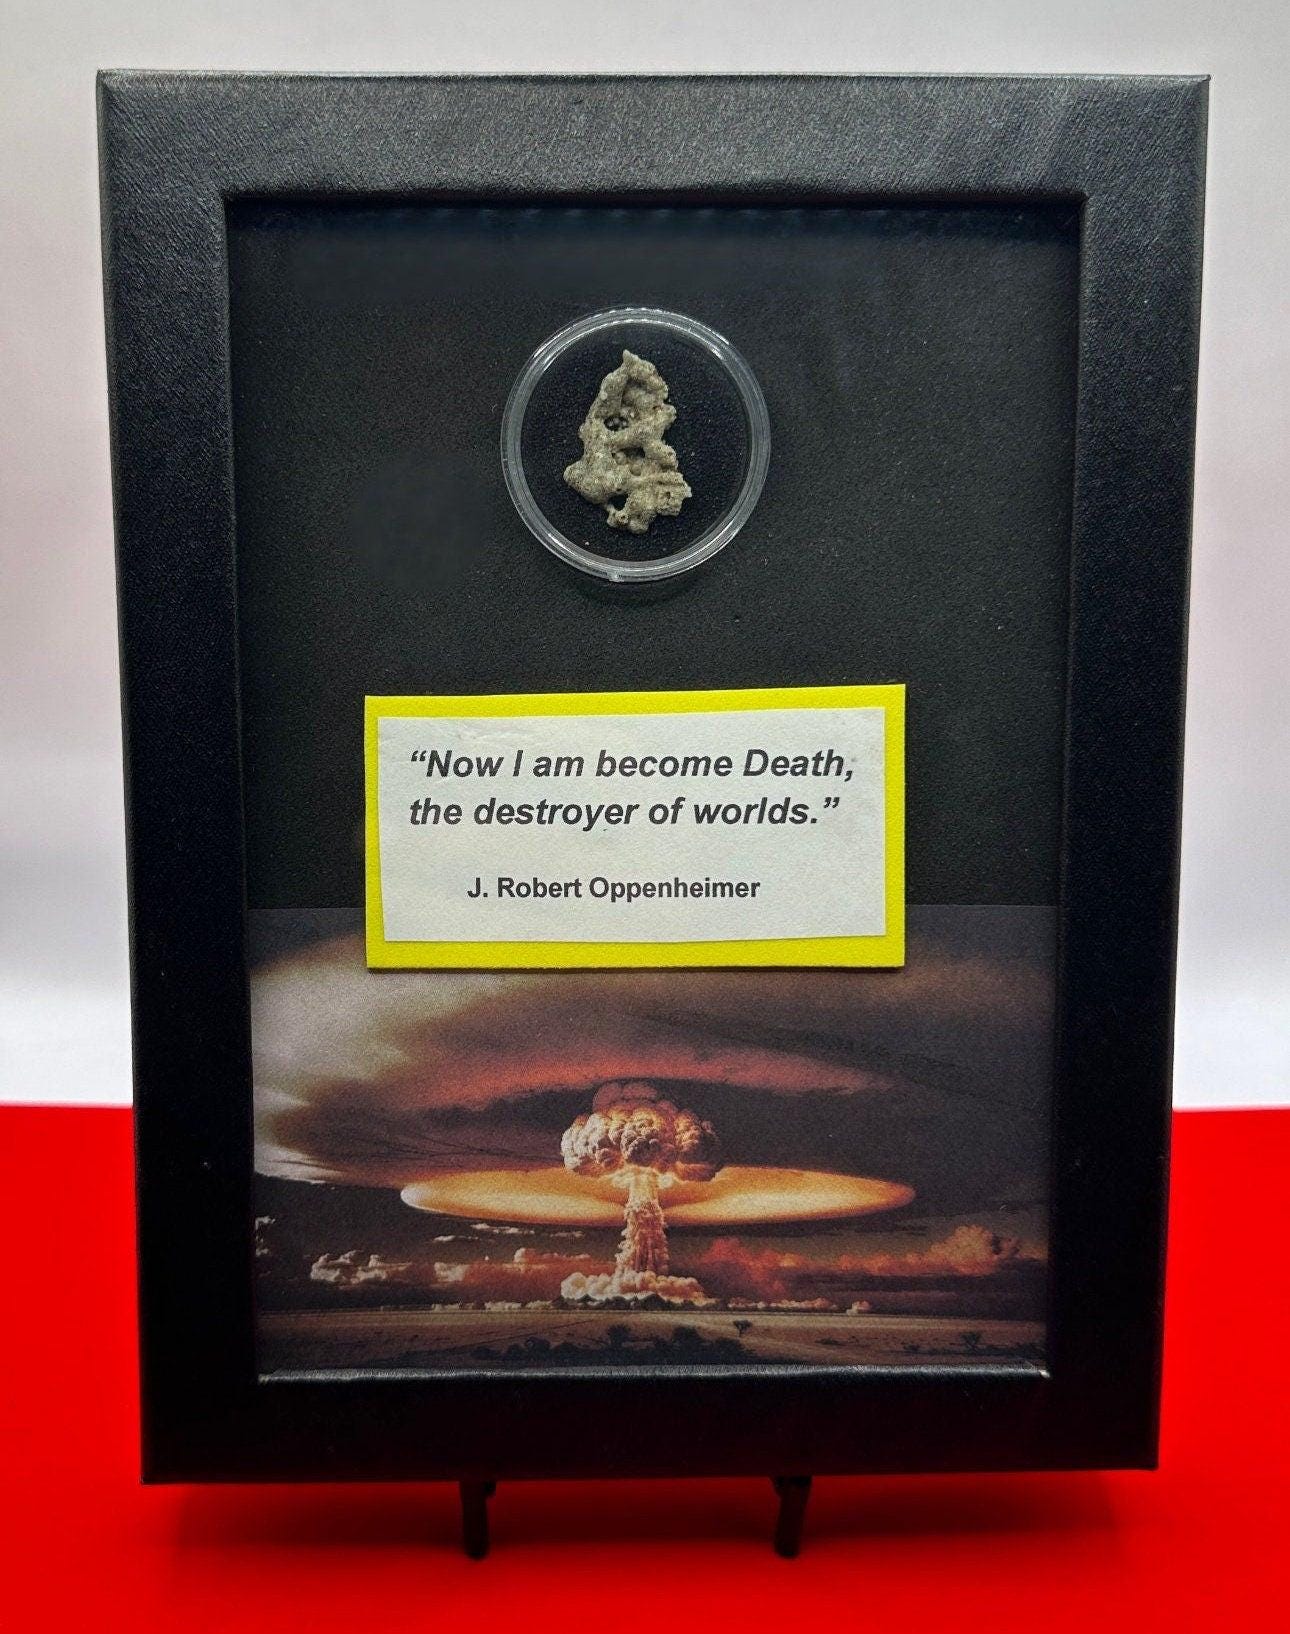 “Now I am become Death,
the destroyer of worlds.”
J. Robert Oppenheimer